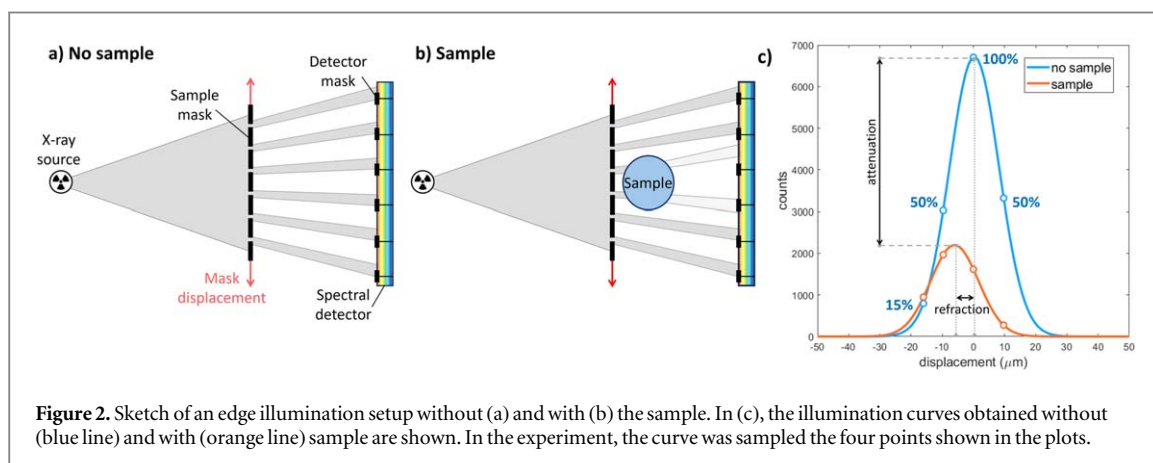 a) No sample
Detector mask
Sample mask
X-ray source
Mask displacement
Spectral detector
b) Sample
Sample
c)
7000
6000
5000
4000
3000
2000
1000
0
counts
-50 -40 -30 -20 -10 0 10 20 30 40 50
displacement (μm)
100%
50%
50%
15%
attenuation
refraction
no sample
sample
Figure 2. Sketch of an edge illumination setup without (a) and with (b) the sample. In (c), the illumination curves obtained without
(blue line) and with (orange line) sample are shown. In the experiment, the curve was sampled the four points shown in the plots.